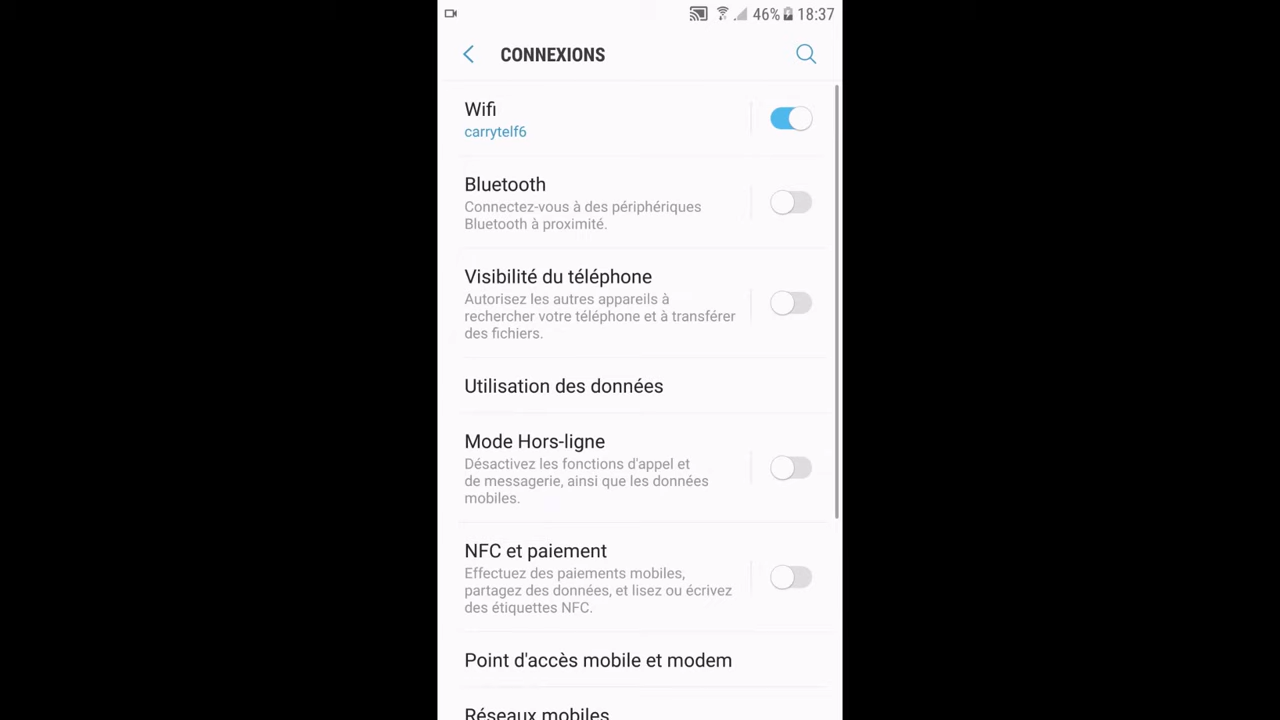 46% 18:37
CONNEXIONS
Wifi
carrytelf6
Bluetooth
Connectez-vous à des périphériques
Bluetooth à proximité.
Visibilité du téléphone
Autorisez les autres appareils à
rechercher votre téléphone et à transférer
des fichiers.
Utilisation des données
Mode Hors-ligne
Désactivez les fonctions d'appel et
de messagerie, ainsi que les données
mobiles.
NFC et paiement
Effectuez des paiements mobiles,
partagez des données, et lisez ou écrivez
des étiquettes NFC.
Point d'accès mobile et modem
Réseaux mobiles